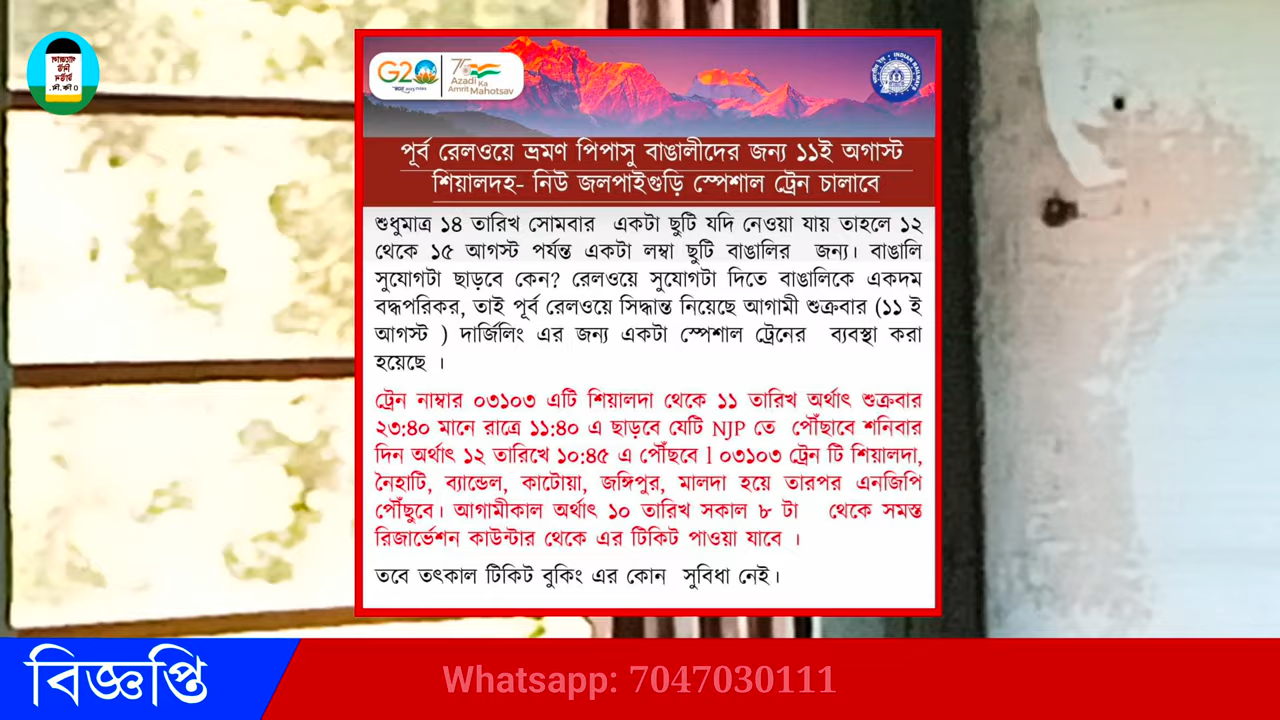 G20
75
Azadi Ka
Amrit Mahotsav
INDIAN RAILWAYS
পূর্ব রেলওয়ে ভ্রমণ পিপাসু বাঙালীদের জন্য ১১ই অগাস্ট
শিয়ালদহ- নিউ জলপাইগুড়ি স্পেশাল ট্রেন চালাবে
শুধুমাত্র ১৪ তারিখ সোমবার একটা ছুটি যদি নেওয়া যায় তাহলে ১২
থেকে ১৫ আগস্ট পর্যন্ত একটা লম্বা ছুটি বাঙালির জন্য। বাঙালি
সুযোগটা ছাড়বে কেন? রেলওয়ে সুযোগটা দিতে বাঙালিকে একদম
বদ্ধপরিকর, তাই পূর্ব রেলওয়ে সিদ্ধান্ত নিয়েছে আগামী শুক্রবার (১১ ই
আগস্ট ) দার্জিলিং এর জন্য একটা স্পেশাল ট্রেনের ব্যবস্থা করা
হয়েছে ।
ট্রেন নাম্বার ০৩১০৩ এটি শিয়ালদা থেকে ১১ তারিখ অর্থাৎ শুক্রবার
২৩:৪০ মানে রাত্রে ১১:৪০ এ ছাড়বে যেটি NJP তে পৌঁছাবে শনিবার
দিন অর্থাৎ ১২ তারিখে ১০:৪৫ এ পৌঁছবে l ০৩১০৩ ট্রেন টি শিয়ালদা,
নৈহাটি, ব্যান্ডেল, কাটোয়া, জঙ্গিপুর, মালদা হয়ে তারপর এনজিপি
পৌঁছুবে। আগামীকাল অর্থাৎ ১০ তারিখ সকাল ৮ টা থেকে সমস্ত
রিজার্ভেশন কাউন্টার থেকে এর টিকিট পাওয়া যাবে ।
তবে তৎকাল টিকিট বুকিং এর কোন সুবিধা নেই।
বিজ্ঞপ্তি
Whatsapp: 7047030111